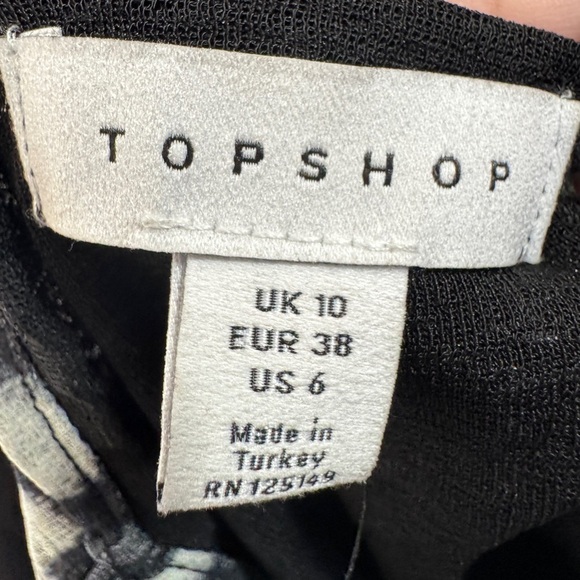 TOPSHOP
UK 10
EUR 38
US 6
Made in
Turkey
RN 125149